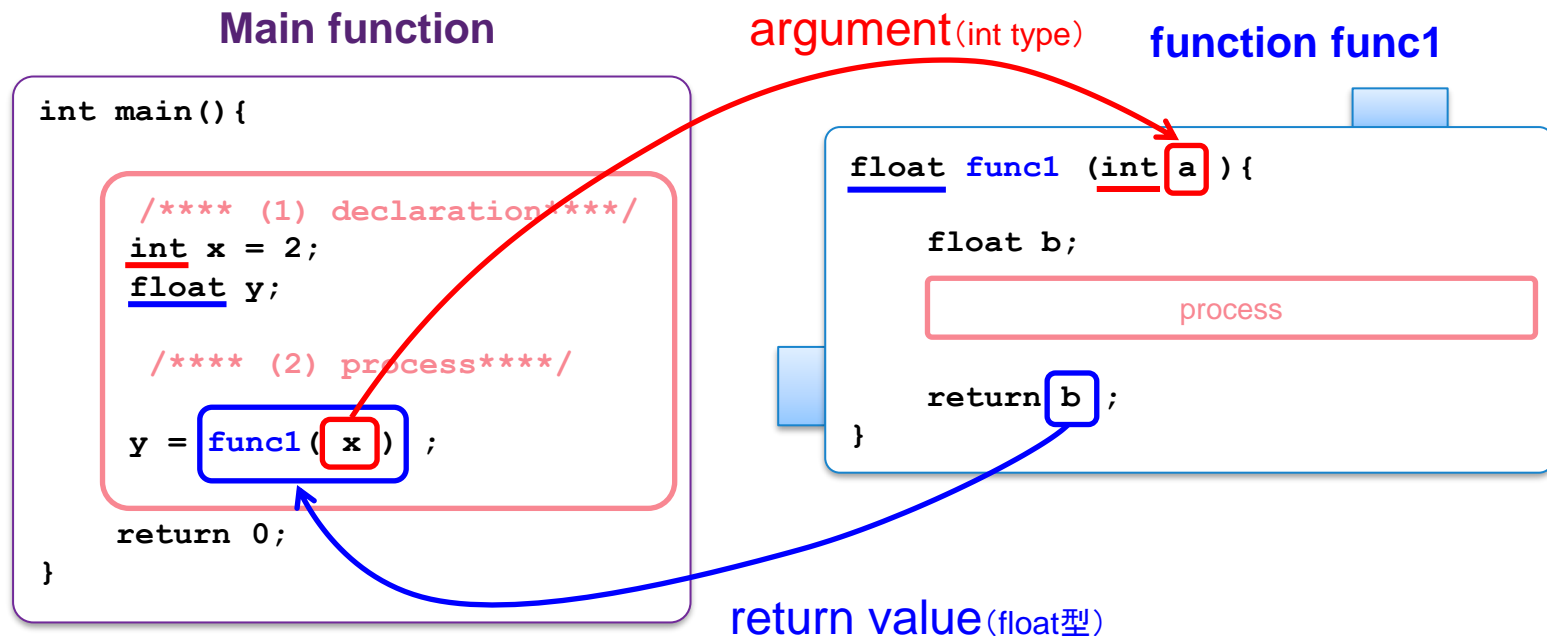 Main function
argument（int type）
function func1
int main(){
/**** (1) declaration****/
int x = 2;
float y;
/**** (2) process****/
y = func1( x ) ;
return 0;
}
float func1 (int a ){
float b;
process
return b ;
}
return value（float型）